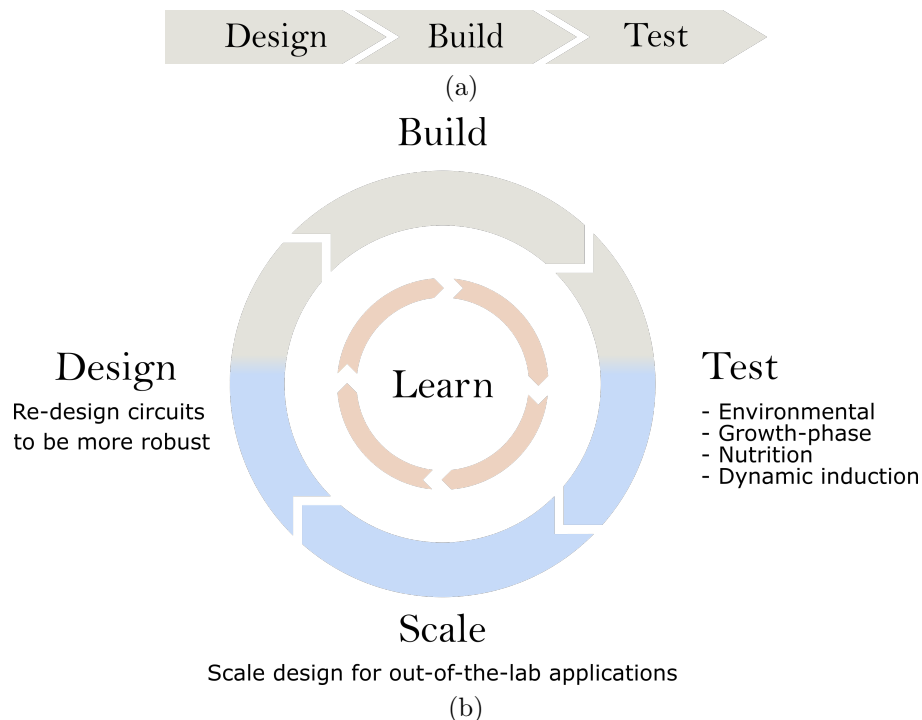 Design Build Test
(a)
Build
Design
Re-design circuits
to be more robust
Learn
Test
- Environmental
- Growth-phase
- Nutrition
- Dynamic induction
Scale
Scale design for out-of-the-lab applications
(b)